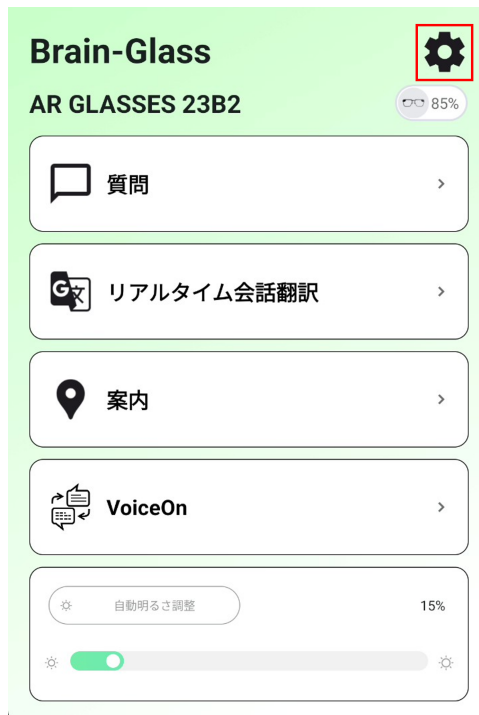 Brain-Glass
AR GLASSES 23B2
85%
質問
G 文
リアルタイム会話翻訳
案内
VoiceOn
自動明るさ調整
15%